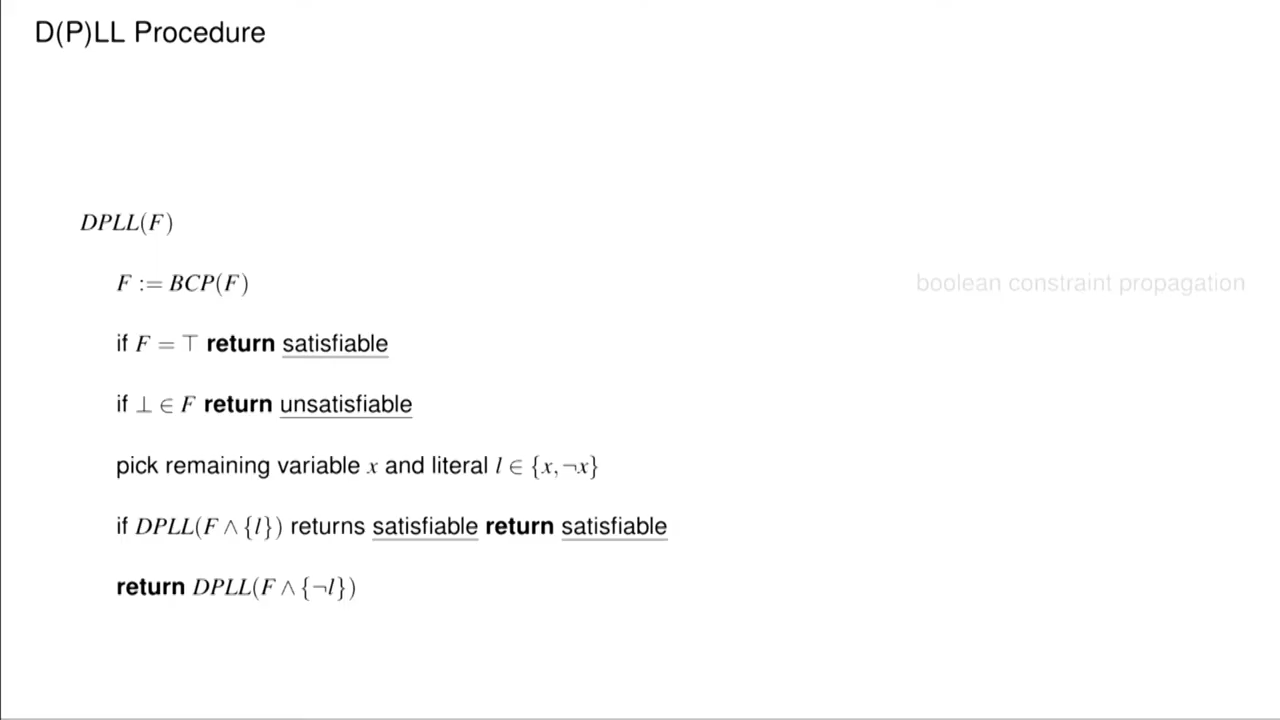 D(P)LL Procedure
DPLL(F)
F := BCP(F)
boolean constraint propagation
if F = ⊤ return satisfiable
if ⊥ ∈ F return unsatisfiable
pick remaining variable x and literal l ∈ {x,¬x}
if DPLL(F ∧ {l}) returns satisfiable return satisfiable
return DPLL(F ∧ {¬l})